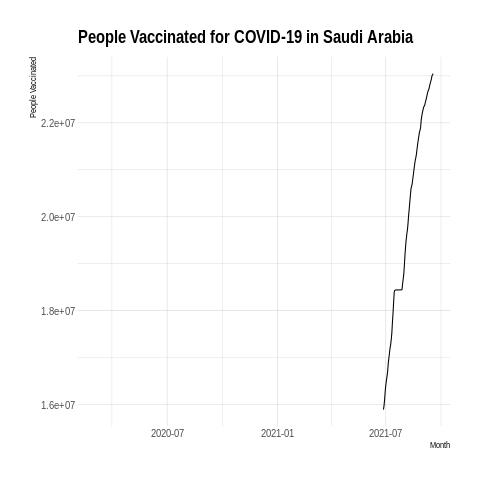 People Vaccinated for COVID-19 in Saudi Arabia
People Vaccinated
2.2e+07
2.0e+07
1.8e+07
1.6e+07
2020-07 2021-01 2021-07
Month